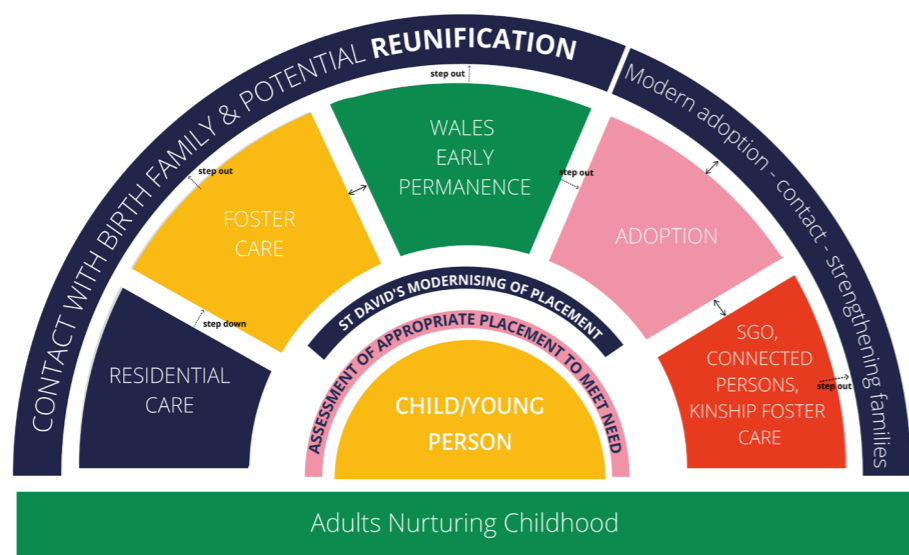 CONTACT WITH BIRTH FAMILY & POTENTIAL REUNIFICATION
Modern adoption - contact - strengthening families
step out
WALES
EARLY
PERMANENCE
step out
step out
FOSTER
CARE
ADOPTION
step down
RESIDENTIAL
CARE
SGO,
CONNECTED
PERSONS,
KINSHIP FOSTER
CARE
step out
ST DAVID'S MODERNISING OF PLACEMENT
ASSESSMENT OF APPROPRIATE PLACEMENT TO MEET NEED
CHILD/YOUNG
PERSON
Adults Nurturing Childhood